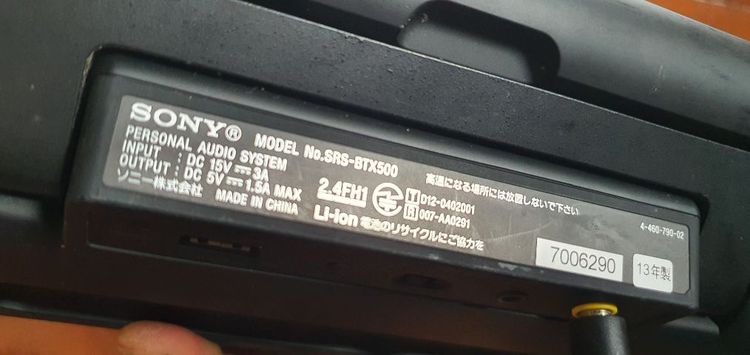 SONY®
PERSONAL AUDIO SYSTEM MODEL No.SRS-BTX500
INPUT : DC 15V⎓3A
OUTPUT : DC 5V⎓1.5A MAX
ソニー株式会社 MADE IN CHINA
2.4FH1
T D12-0402001
R 007-AA0291
高温になる場所には放置しないで下さい
Li-ion 電池のリサイクルにご協力を
4-460-790-02
7006290
13年製